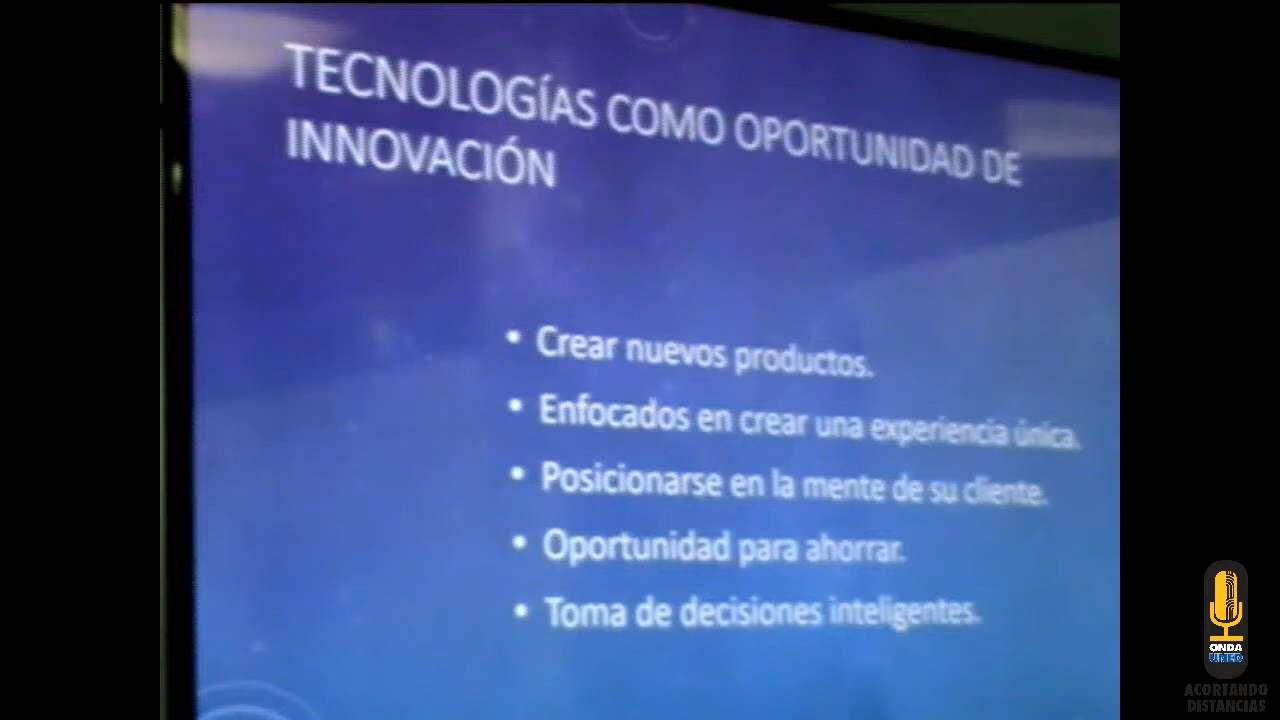 TECNOLOGÍAS COMO OPORTUNIDAD DE
INNOVACIÓN
• Crear nuevos productos.
• Enfocados en crear una experiencia única.
• Posicionarse en la mente de su cliente.
• Oportunidad para ahorrar.
• Toma de decisiones inteligentes.
ONDA
UNED
ACORTANDO
DISTANCIAS